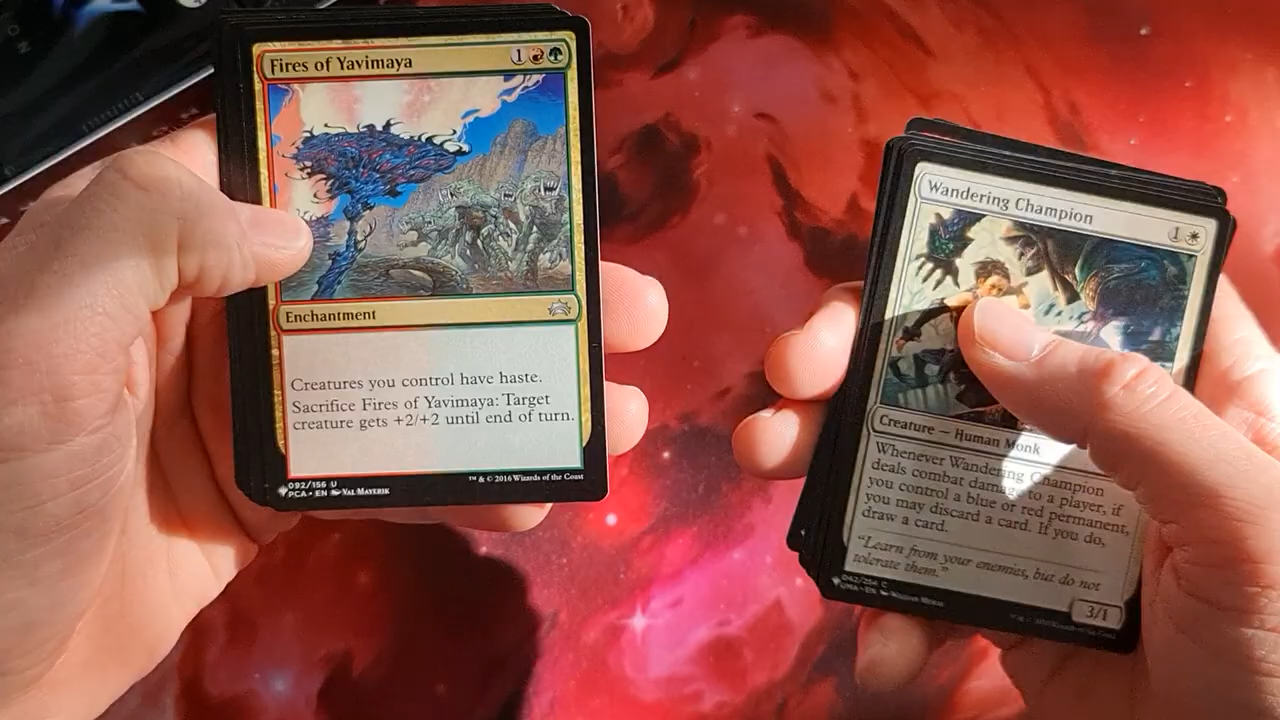 Fires of Yavimaya
1
Enchantment
Creatures you control have haste.
Sacrifice Fires of Yavimaya: Target
creature gets +2/+2 until end of turn.
092/156 U
PCA • EN Val Mayerik
™ & © 2016 Wizards of the Coast
Wandering Champion
1
Creature — Human Monk
Whenever Wandering Champion
deals combat damage to a player, if
you control a blue or red permanent,
you may discard a card. If you do,
draw a card.
"Learn from your enemies, but do not
tolerate them."
042/254 C
UMA • EN
3/1